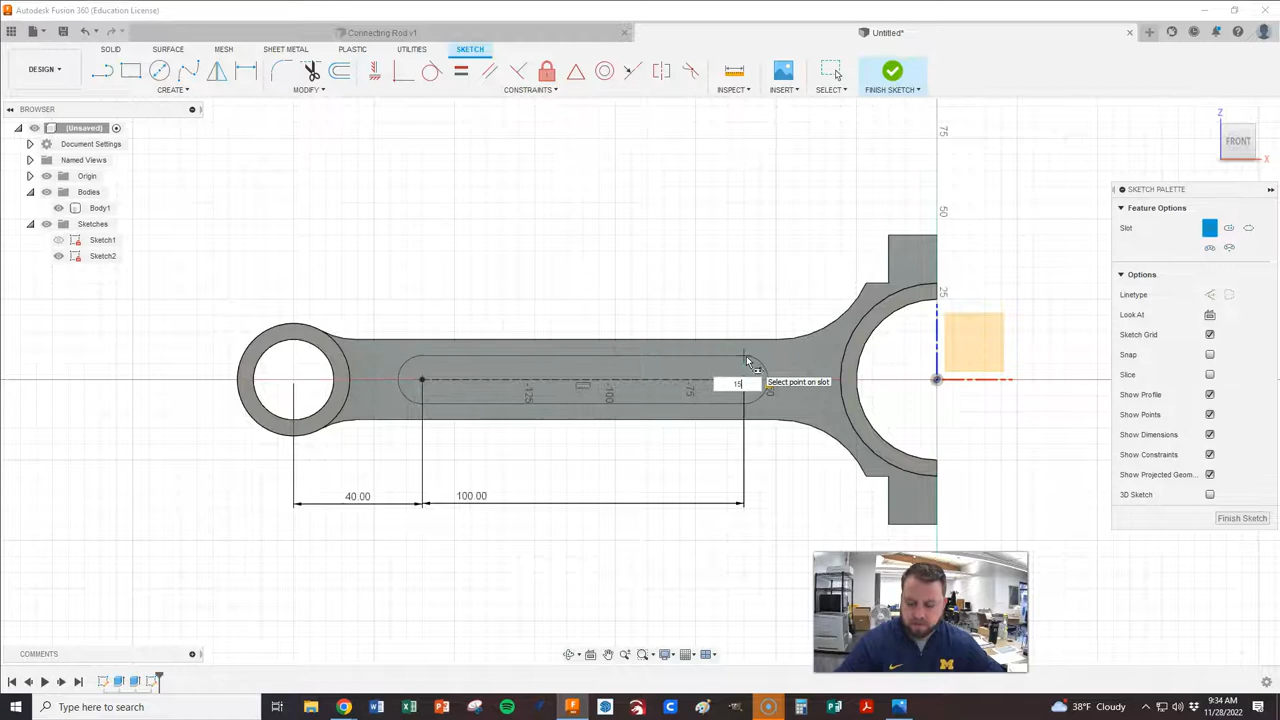 Autodesk Fusion 360 (Education License)
Connecting Rod v1
Untitled*
DESIGN
SOLID SURFACE MESH SHEET METAL PLASTIC UTILITIES SKETCH
CREATE MODIFY CONSTRAINTS INSPECT INSERT SELECT FINISH SKETCH
BROWSER
(Unsaved)
Document Settings
Named Views
Origin
Bodies
Body1
Sketches
Sketch1
Sketch2
75
50
25
Z
FRONT
X
SKETCH PALETTE
Feature Options
Slot
Options
Linetype
Look At
Sketch Grid
Snap
Slice
Show Profile
Show Points
Show Dimensions
Show Constraints
Show Projected Geom...
3D Sketch
Finish Sketch
-125
-100
-75
15
Select point on slot
40.00
100.00
COMMENTS
Type here to search
38°F Cloudy
9:34 AM
11/28/2022